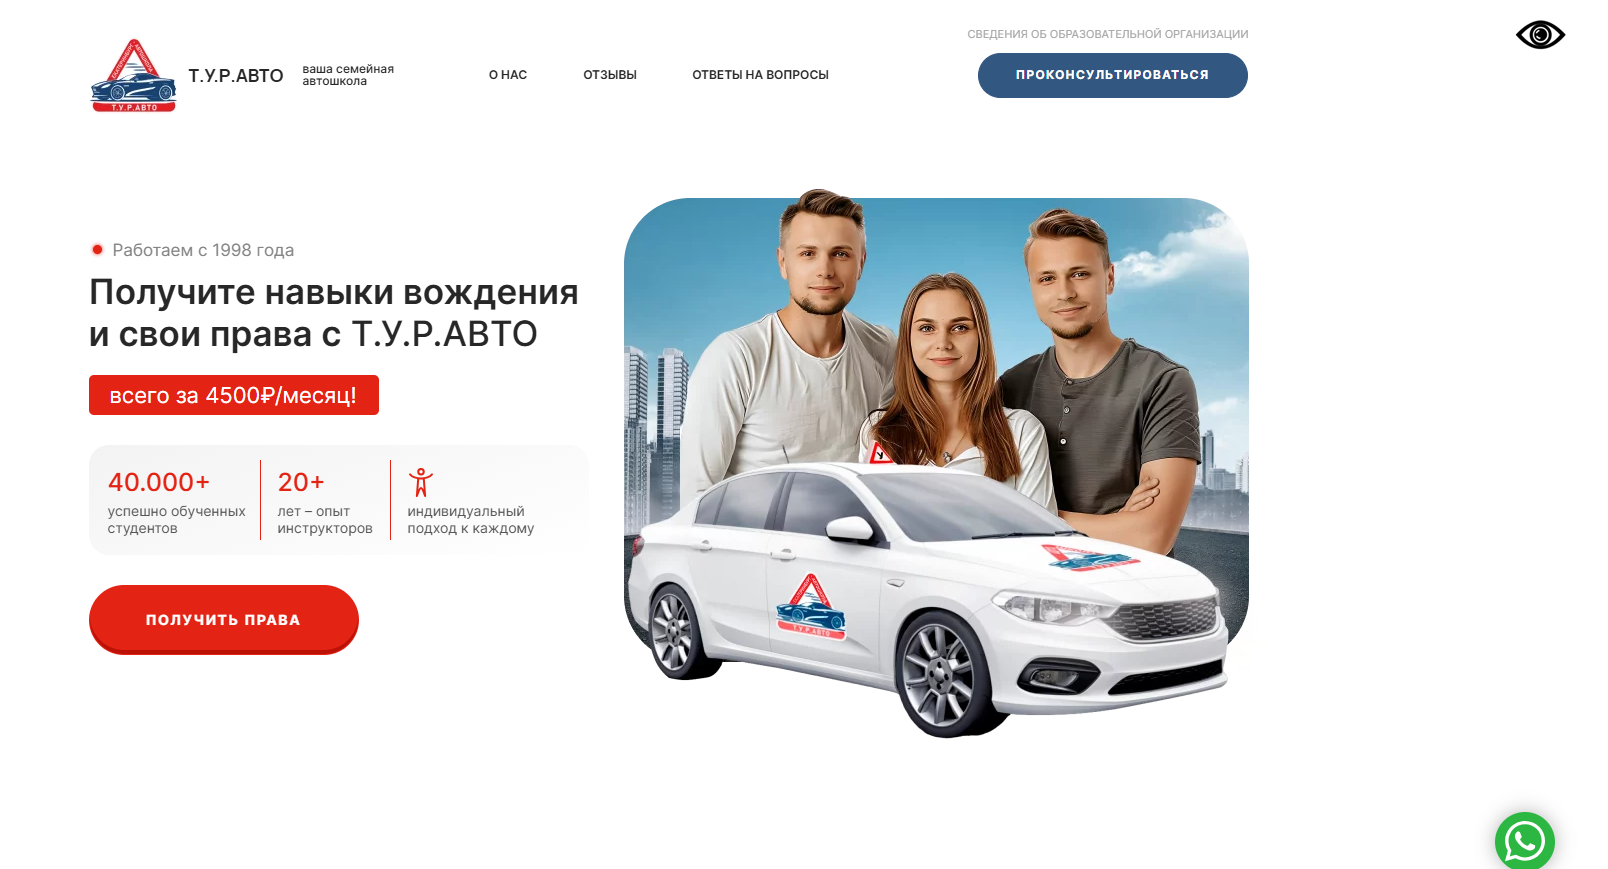 СВЕДЕНИЯ ОБ ОБРАЗОВАТЕЛЬНОЙ ОРГАНИЗАЦИИ
Т.У.Р.АВТО
Т.У.Р.АВТО
ваша семейная
автошкола
О НАС
ОТЗЫВЫ
ОТВЕТЫ НА ВОПРОСЫ
ПРОКОНСУЛЬТИРОВАТЬСЯ
Работаем с 1998 года
Получите навыки вождения
и свои права с Т.У.Р.АВТО
всего за 4500₽/месяц!
40.000+
успешно обученных
студентов
20+
лет – опыт
инструкторов
индивидуальный
подход к каждому
ПОЛУЧИТЬ ПРАВА
У
Т.У.Р.АВТО